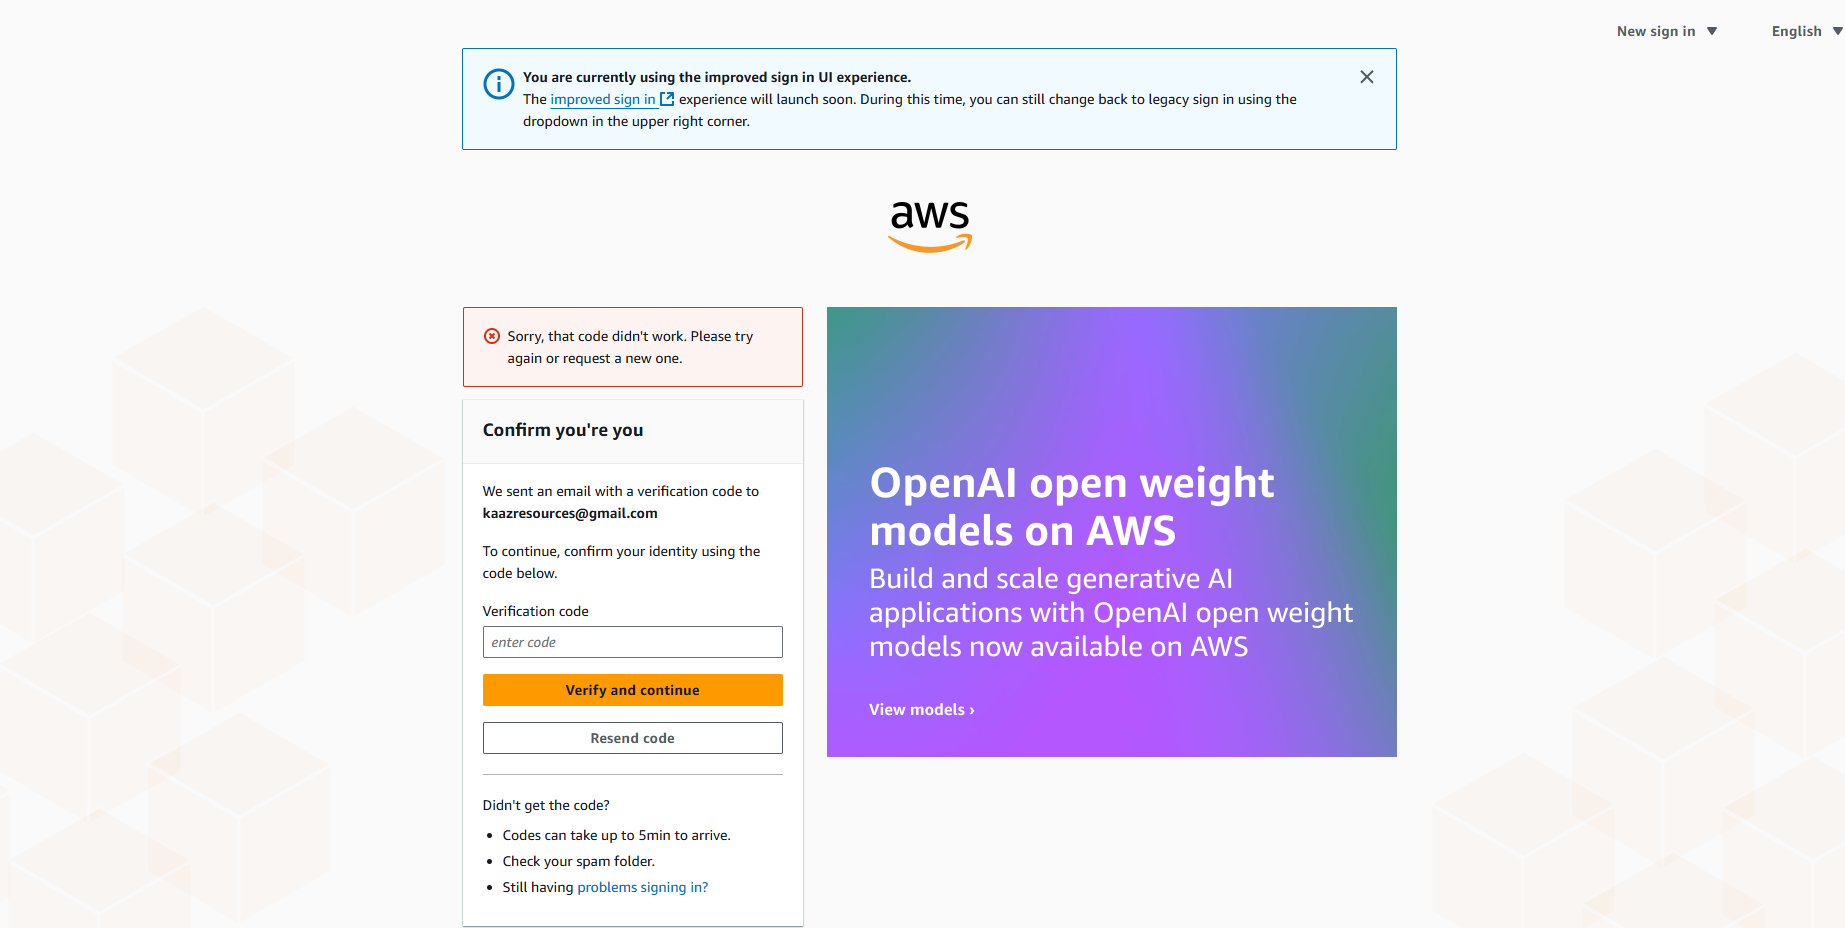 New sign in
English
You are currently using the improved sign in UI experience.
The improved sign in experience will launch soon. During this time, you can still change back to legacy sign in using the
dropdown in the upper right corner.
aws
Sorry, that code didn't work. Please try
again or request a new one.
Confirm you're you
We sent an email with a verification code to
kaazresources@gmail.com
To continue, confirm your identity using the
code below.
Verification code
enter code
Verify and continue
Resend code
Didn't get the code?
• Codes can take up to 5min to arrive.
• Check your spam folder.
• Still having problems signing in?
OpenAI open weight
models on AWS
Build and scale generative AI
applications with OpenAI open weight
models now available on AWS
View models ›